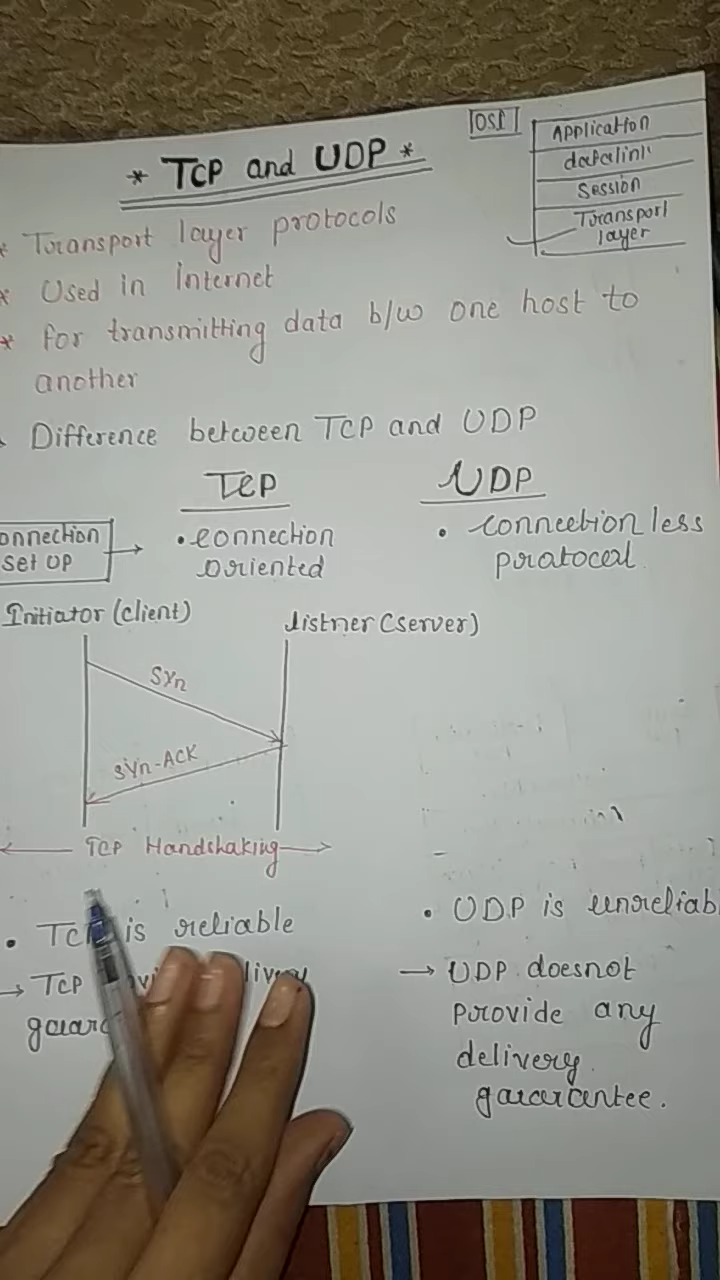 OSI
Application
datalink
Session
Transport
layer
* TCP and UDP *
* Transport layer protocols
* Used in Internet
* for transmitting data b/w one host to
another
Difference between TCP and UDP
TCP
UDP
onnection
Set UP
• connection
oriented
• connection less
protocol
Initiator (client)
listner (server)
Syn
SYn-ACK
TCP Handshaking
• TCP is reliable
→ TCP
• UDP is unreliab
→ UDP doesnot
provide any
delivery
guarantee.